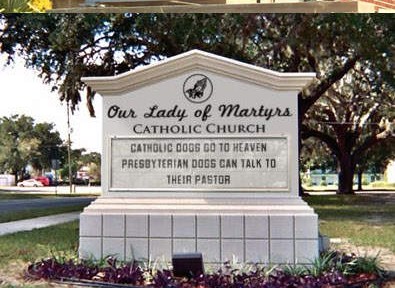 Our Lady of Martyrs
CATHOLIC CHURCH
CATHOLIC DOGS GO TO HEAVEN
PRESBYTERIAN DOGS CAN TALK TO
THEIR PASTOR